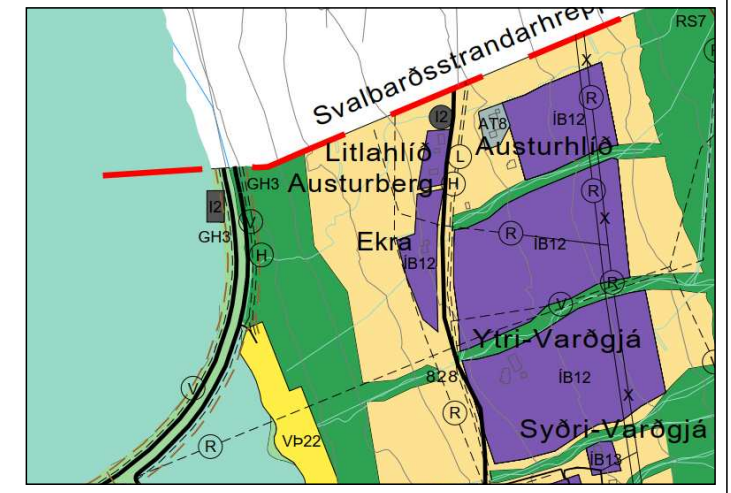 RS7
Svalbarðsstrandarhrepp
R
X
I2
AT8
ÍB12
R
Litlahlíð
L
Austurhlíð
GH3
Austurberg
H
R
I2
V
GH3
Ekra
R
ÍB12
X
H
ÍB12
R
V
Ytri-Varðgjá
828
ÍB12
V
X
R
Syðri-Varðgjá
R
VÞ22
ÍB13